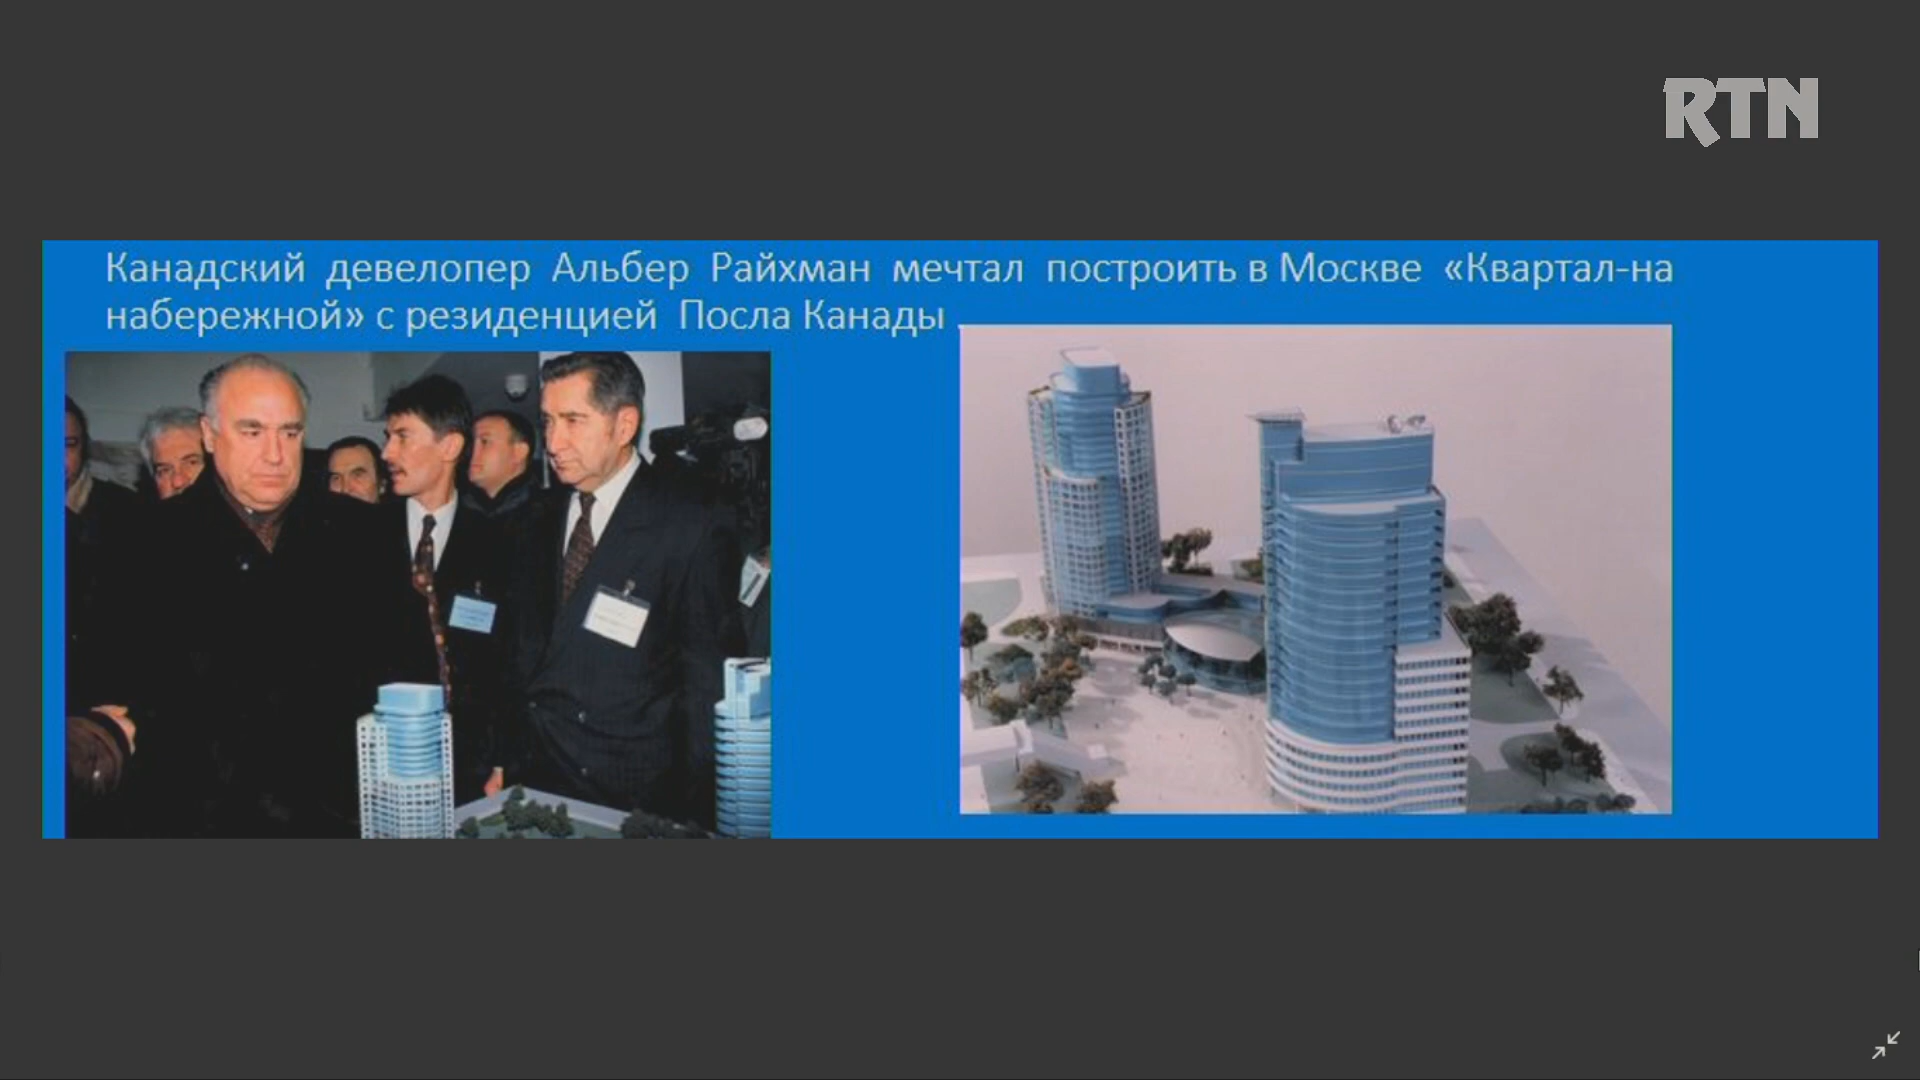 RTN
Канадский девелопер Альбер Райхман мечтал построить в Москве «Квартал-на
набережной» с резиденцией Посла Канады